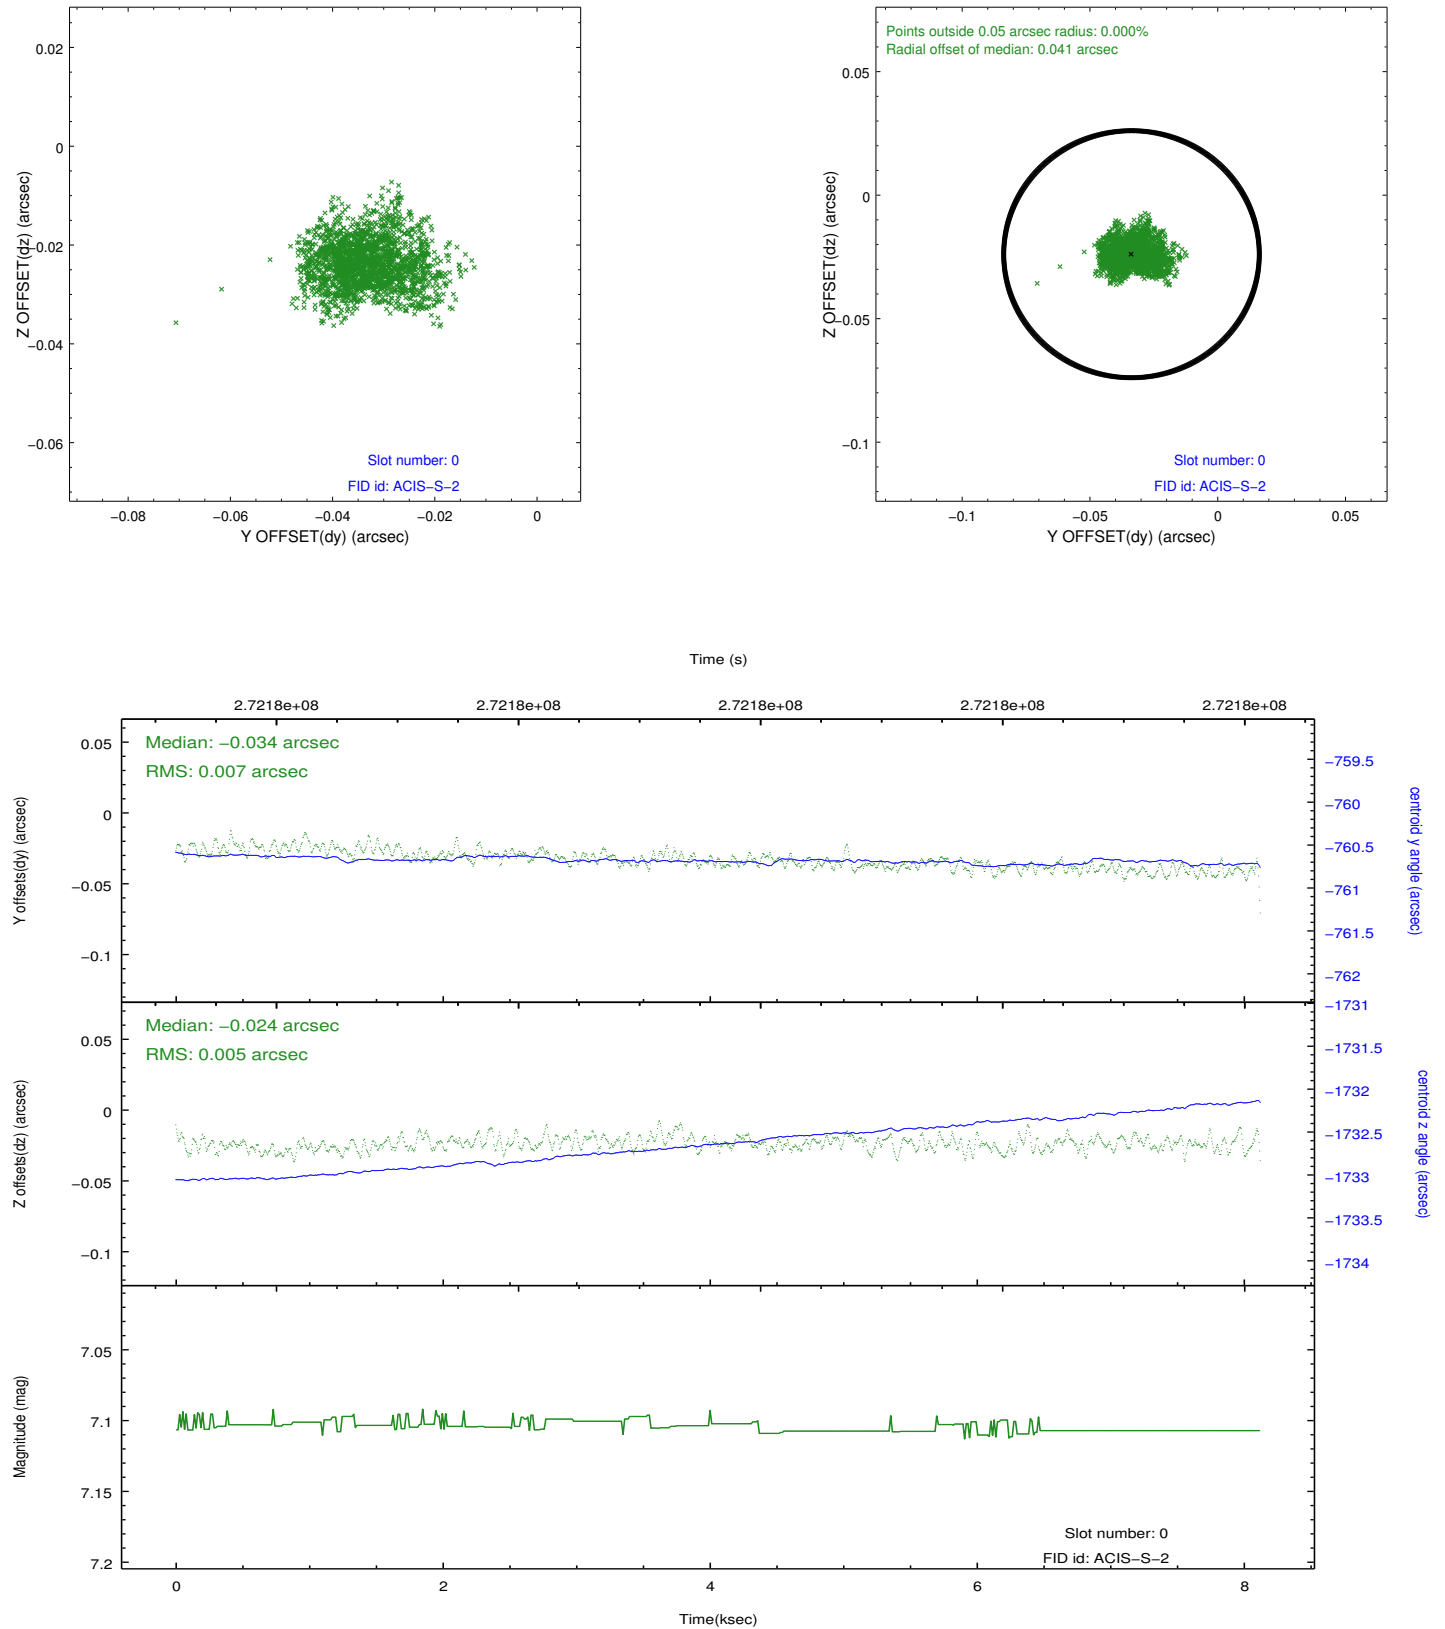 0.02
0
−0.02
−0.04
−0.06
Z OFFSET(dz) (arcsec)
Slot number: 0
FID id: ACIS−S−2
−0.08
−0.06
−0.04
−0.02
0
Y OFFSET(dy) (arcsec)
Points outside 0.05 arcsec radius: 0.000%
Radial offset of median: 0.041 arcsec
0.05
0
−0.05
−0.1
Z OFFSET(dz) (arcsec)
Slot number: 0
FID id: ACIS−S−2
−0.1
−0.05
0
0.05
Y OFFSET(dy) (arcsec)
Time (s)
2.7218e+08
2.7218e+08
2.7218e+08
2.7218e+08
2.7218e+08
Median: −0.034 arcsec
RMS: 0.007 arcsec
0.05
0
−0.05
−0.1
Y offsets(dy) (arcsec)
−759.5
−760
−760.5
−761
−761.5
−762
centroid y angle (arcsec)
Median: −0.024 arcsec
RMS: 0.005 arcsec
0.05
0
−0.05
−0.1
Z offsets(dz) (arcsec)
−1731
−1731.5
−1732
−1732.5
−1733
−1733.5
−1734
centroid z angle (arcsec)
7.05
7.1
7.15
7.2
Magnitude (mag)
Slot number: 0
FID id: ACIS−S−2
0
2
4
6
8
Time(ksec)